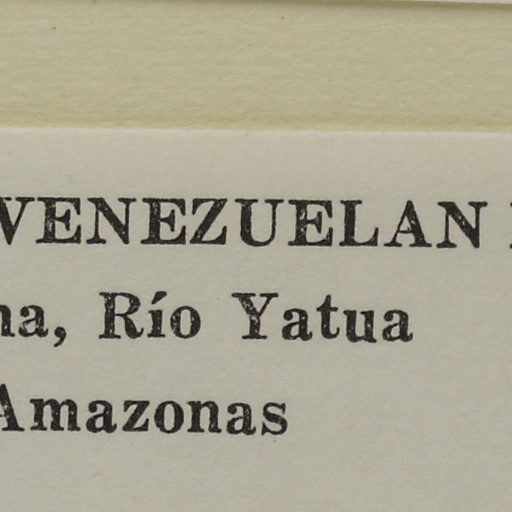 VENEZUELAN
na, Río Yatua
Amazonas